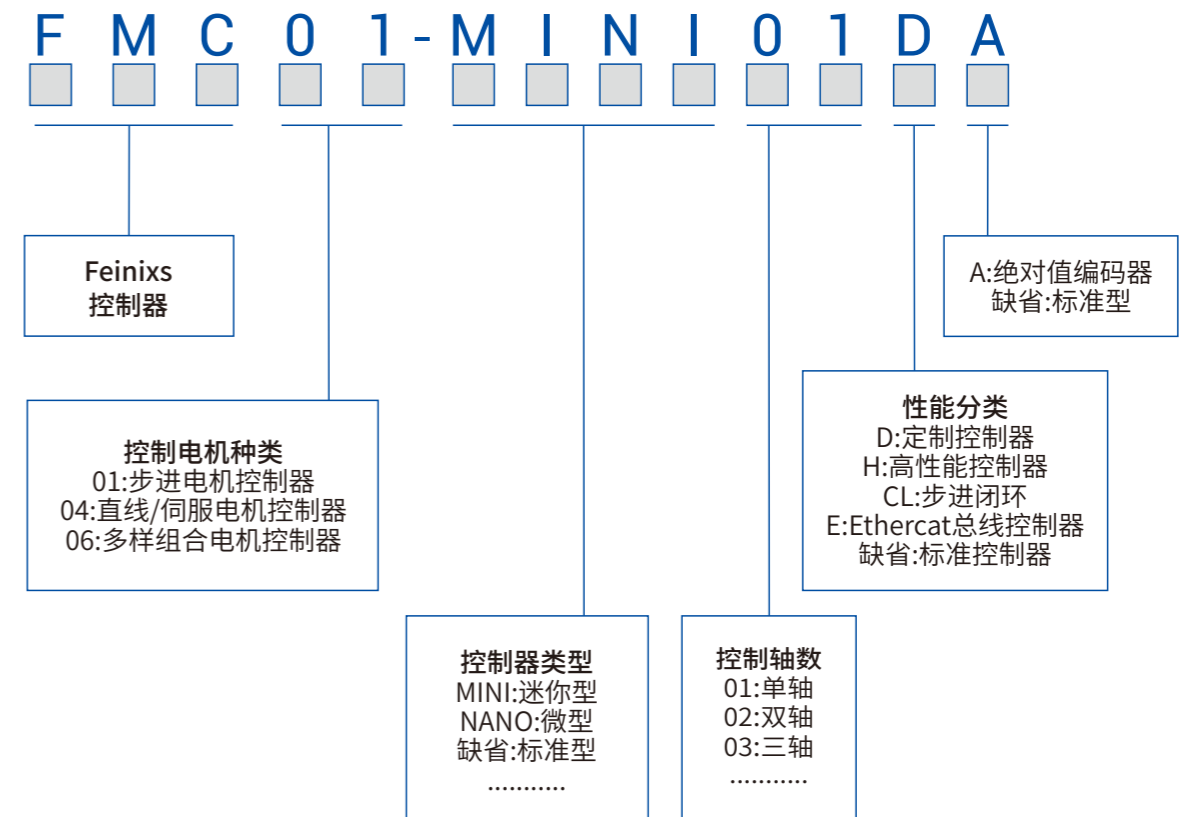 FMC01-MINI01DA
Feinixs
控制器
A:绝对值编码器
缺省:标准型
控制电机种类
01:步进电机控制器
04:直线/伺服电机控制器
06:多样组合电机控制器
性能分类
D:定制控制器
H:高性能控制器
CL:步进闭环
E:Ethercat总线控制器
缺省:标准控制器
控制器类型
MINI:迷你型
NANO:微型
缺省:标准型
...........
控制轴数
01:单轴
02:双轴
03:三轴
...........